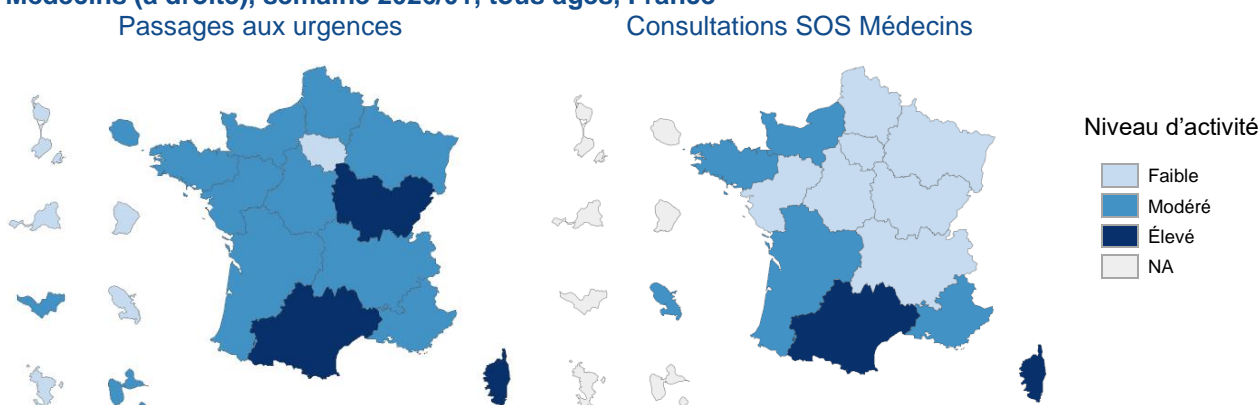 Passages aux urgences
Consultations SOS Médecins
Niveau d'activité
Faible
Modéré
Élevé
NA